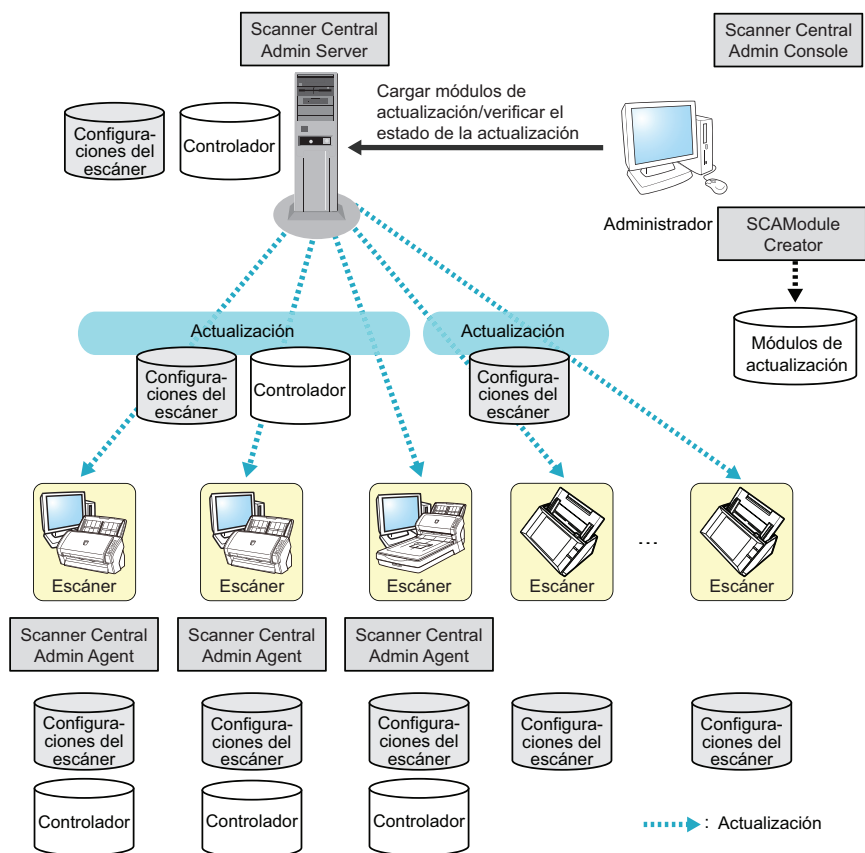 Scanner Central
Admin Server
Scanner Central
Admin Console
Cargar módulos de
actualización/verificar el
estado de la actualización
Configura-
ciones del
escáner
Controlador
Administrador
SCAModule
Creator
Módulos de
actualización
Actualización
Actualización
Configura-
ciones del
escáner
Controlador
Configura-
ciones del
escáner
Escáner
Escáner
Escáner
Escáner
...
Escáner
Scanner Central
Admin Agent
Scanner Central
Admin Agent
Scanner Central
Admin Agent
Configura-
ciones del
escáner
Configura-
ciones del
escáner
Configura-
ciones del
escáner
Configura-
ciones del
escáner
Configura-
ciones del
escáner
Controlador
Controlador
Controlador
: Actualización